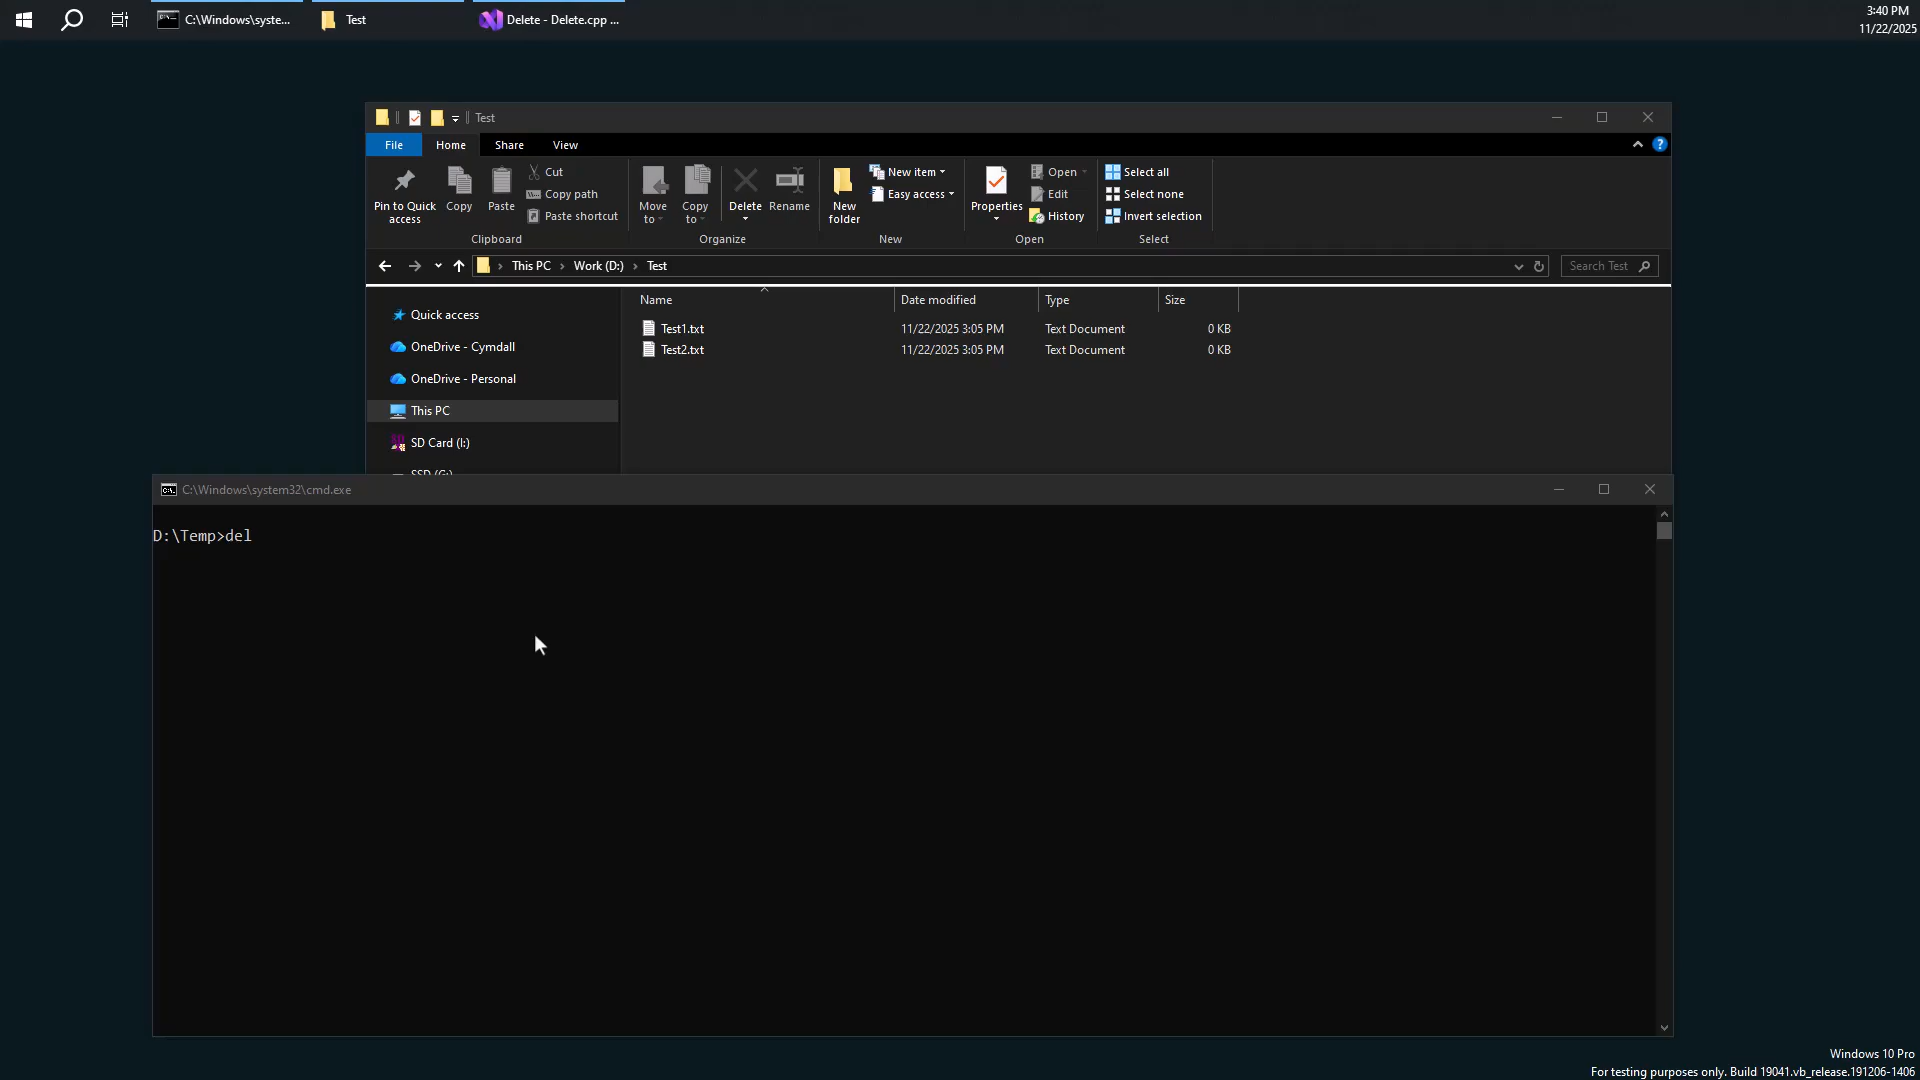 C:\Windows\syste...
Test
Delete - Delete.cpp ...
3:40 PM
11/22/2025
Test
File
Home
Share
View
Pin to Quick access
Copy
Paste
Cut
Copy path
Paste shortcut
Clipboard
Move to
Copy to
Delete
Rename
Organize
New folder
New item
Easy access
New
Properties
Open
Edit
History
Open
Select all
Select none
Invert selection
Select
This PC > Work (D:) > Test
Search Test
Name Date modified Type Size
Test1.txt 11/22/2025 3:05 PM Text Document 0 KB
Test2.txt 11/22/2025 3:05 PM Text Document 0 KB
Quick access
OneDrive - Cymdall
OneDrive - Personal
This PC
SD Card (I:)
SSD (G:)
C:\Windows\system32\cmd.exe
D:\Temp>del
Windows 10 Pro
For testing purposes only. Build 19041.vb_release.191206-1406